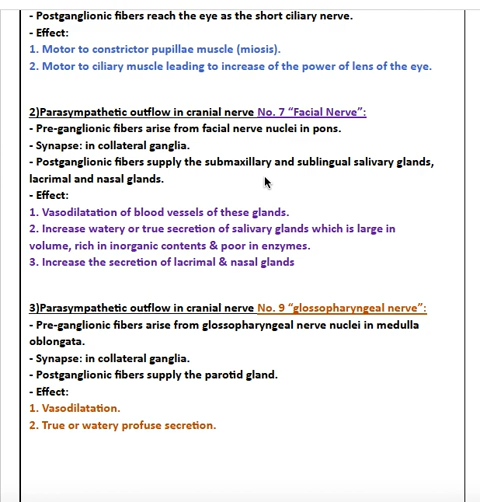 - Postganglionic fibers reach the eye as the short ciliary nerve.
- Effect:
1. Motor to constrictor pupillae muscle (miosis).
2. Motor to ciliary muscle leading to increase of the power of lens of the eye.
2)Parasympathetic outflow in cranial nerve No. 7 “Facial Nerve”:
- Pre-ganglionic fibers arise from facial nerve nuclei in pons.
- Synapse: in collateral ganglia.
- Postganglionic fibers supply the submaxillary and sublingual salivary glands,
lacrimal and nasal glands.
- Effect:
1. Vasodilatation of blood vessels of these glands.
2. Increase watery or true secretion of salivary glands which is large in
volume, rich in inorganic contents & poor in enzymes.
3. Increase the secretion of lacrimal & nasal glands
3)Parasympathetic outflow in cranial nerve No. 9 “glossopharyngeal nerve”:
- Pre-ganglionic fibers arise from glossopharyngeal nerve nuclei in medulla
oblongata.
- Synapse: in collateral ganglia.
- Postganglionic fibers supply the parotid gland.
- Effect:
1. Vasodilatation.
2. True or watery profuse secretion.